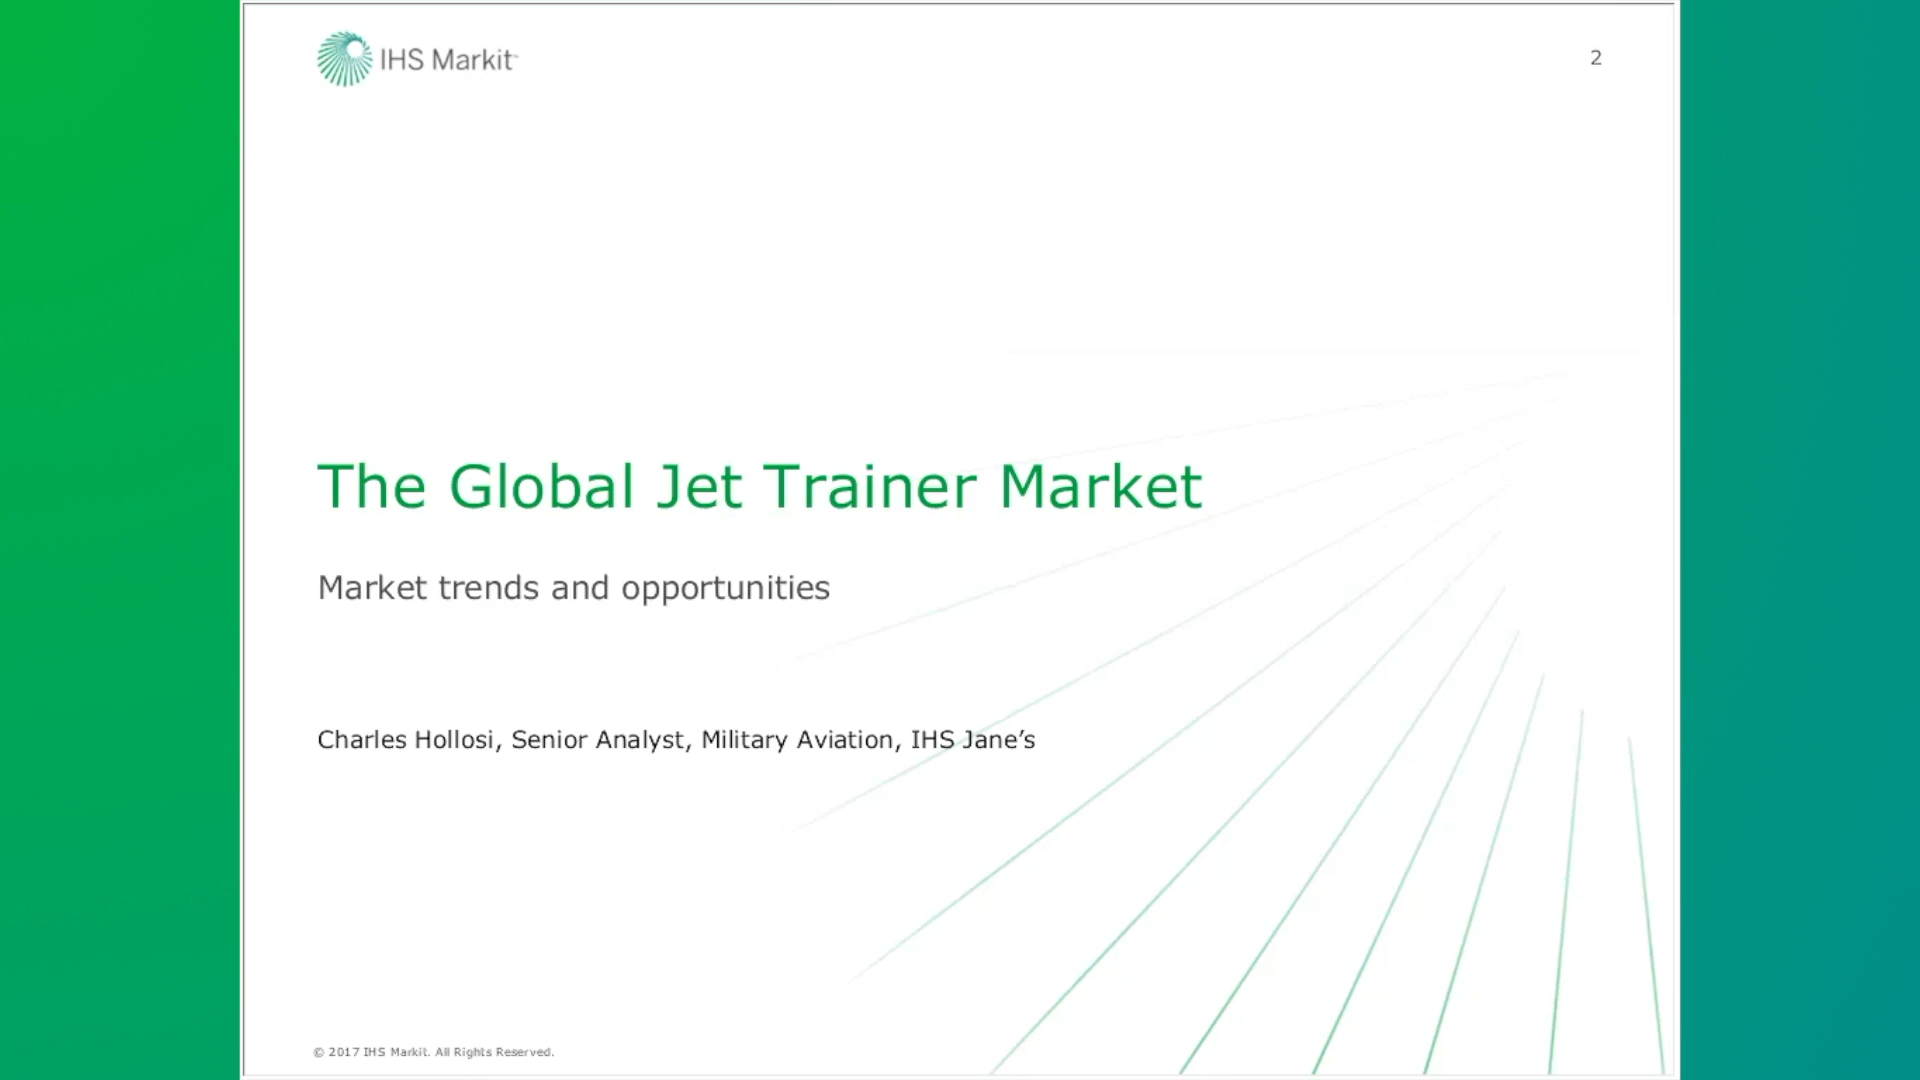 IHS Markit™
2
The Global Jet Trainer Market
Market trends and opportunities
Charles Hollosi, Senior Analyst, Military Aviation, IHS Jane’s
© 2017 IHS Markit. All Rights Reserved.